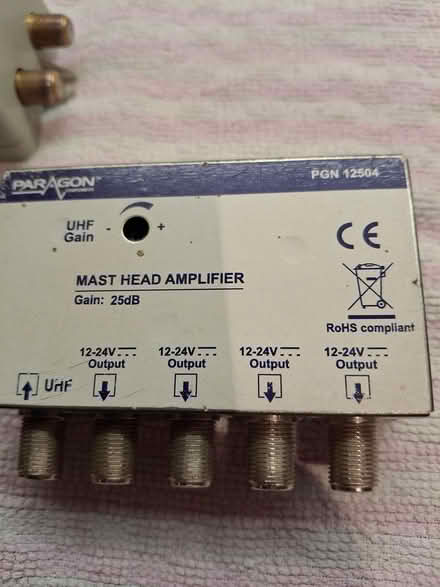 PARAGON™ PGN 12504
UHF - +
Gain
MAST HEAD AMPLIFIER
Gain: 25dB
CE
RoHS compliant
12-24V 12-24V 12-24V 12-24V
Output Output Output Output
UHF